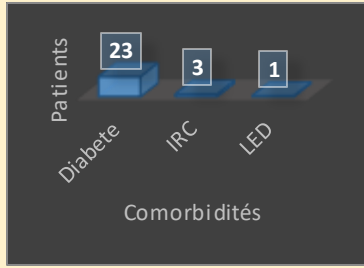 23
3
1
Patients
Diabete
IRC
LED
Comorbidités